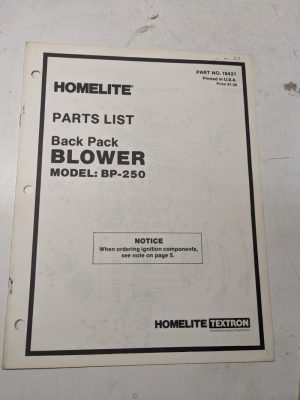 PART NO. 18421
Printed in U.S.A.
HOMELITE
PARTS LIST
Back Pack
BLOWER
MODEL: BP-250
NOTICE
When ordering ignition components,
see note on page 5.
HOMELITE TEXTRON